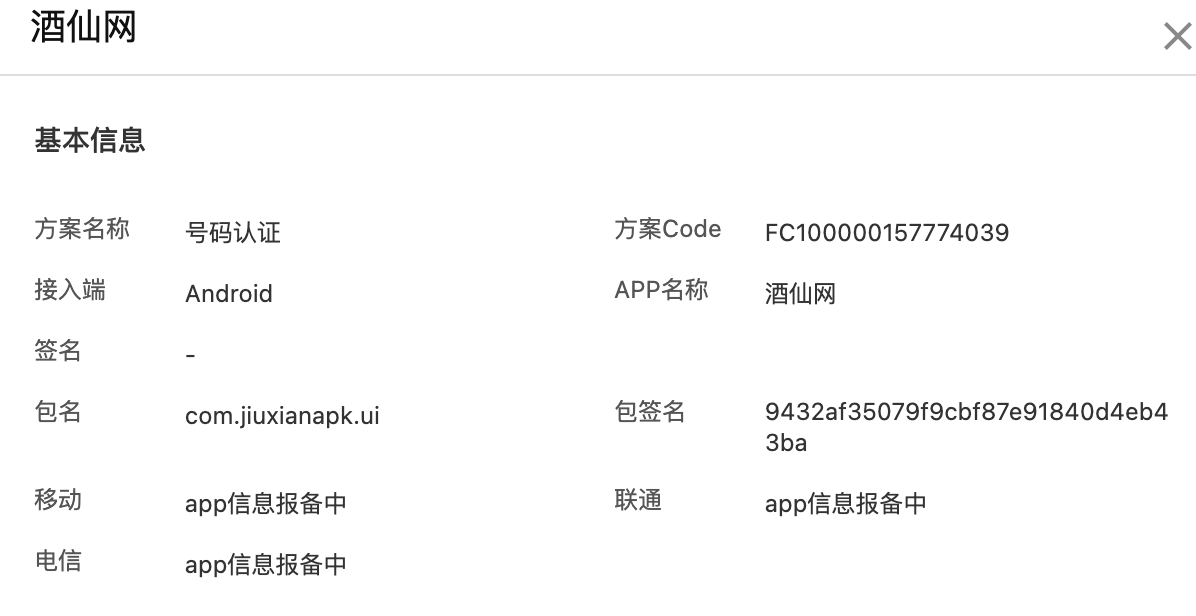 酒仙网
基本信息
方案名称 号码认证 方案Code FC100000157774039
接入端 Android APP名称 酒仙网
签名 -
包名 com.jiuxianapk.ui 包签名 9432af35079f9cbf87e91840d4eb4
3ba
移动 app信息报备中 联通 app信息报备中
电信 app信息报备中